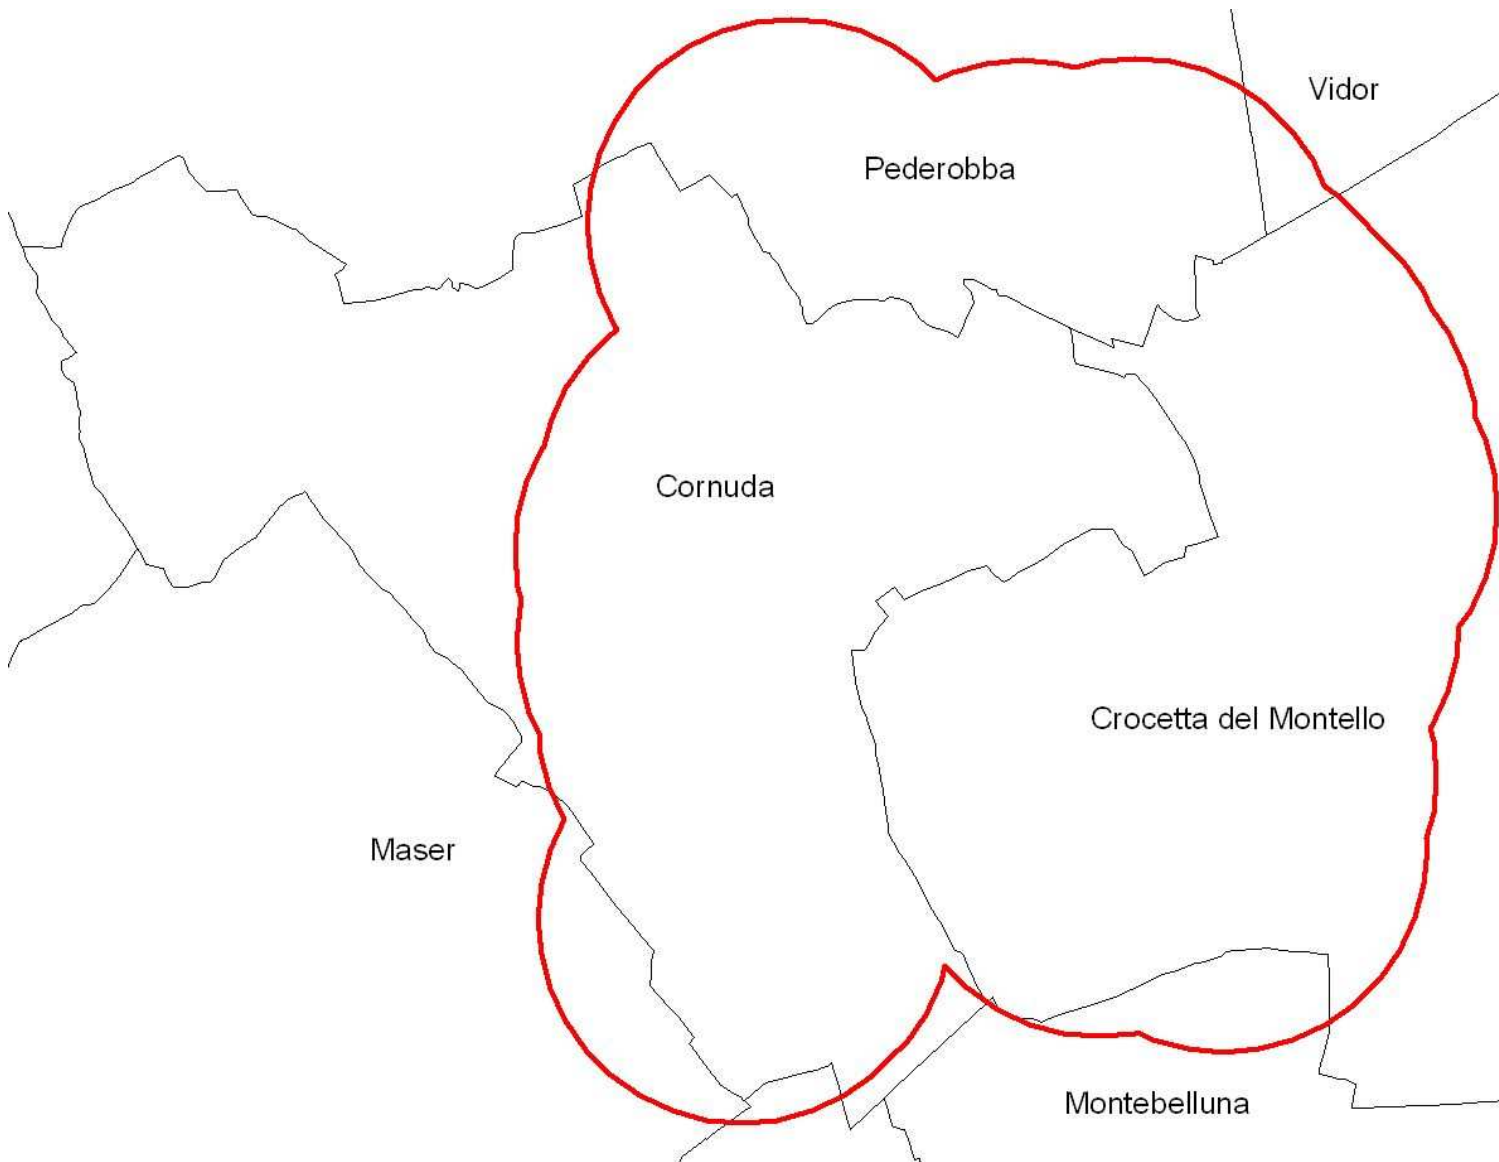 Vidor
Pederobba
Cornuda
Crocetta del Montello
Maser
Montebelluna